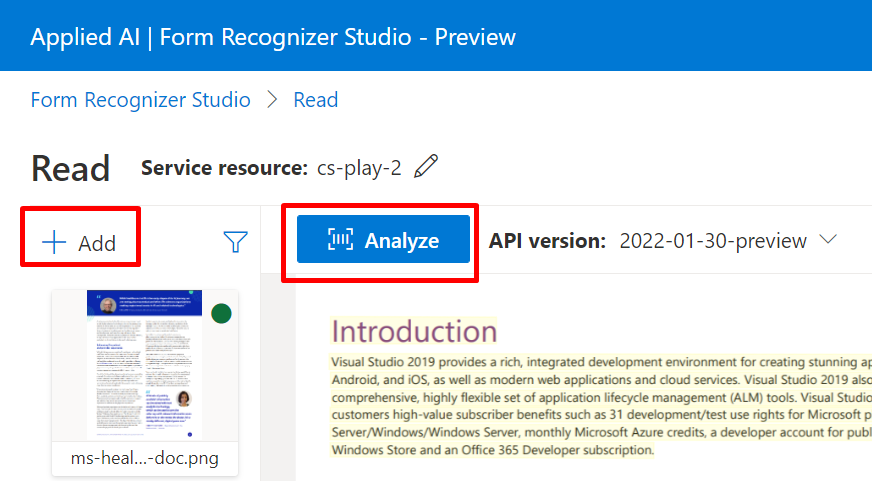 Applied AI | Form Recognizer Studio - Preview
Form Recognizer Studio > Read
Read Service resource: cs-play-2
+ Add
Analyze API version: 2022-01-30-preview
ms-heal...-doc.png
Introduction
Visual Studio 2019 provides a rich, integrated development environment for creating stunning ap
Android, and iOS, as well as modern web applications and cloud services. Visual Studio 2019 also
comprehensive, highly flexible set of application lifecycle management (ALM) tools. Visual Studio
customers high-value subscriber benefits such as 31 development/test use rights for Microsoft p
Server/Windows/Windows Server, monthly Microsoft Azure credits, a developer account for publ
Windows Store and an Office 365 Developer subscription.